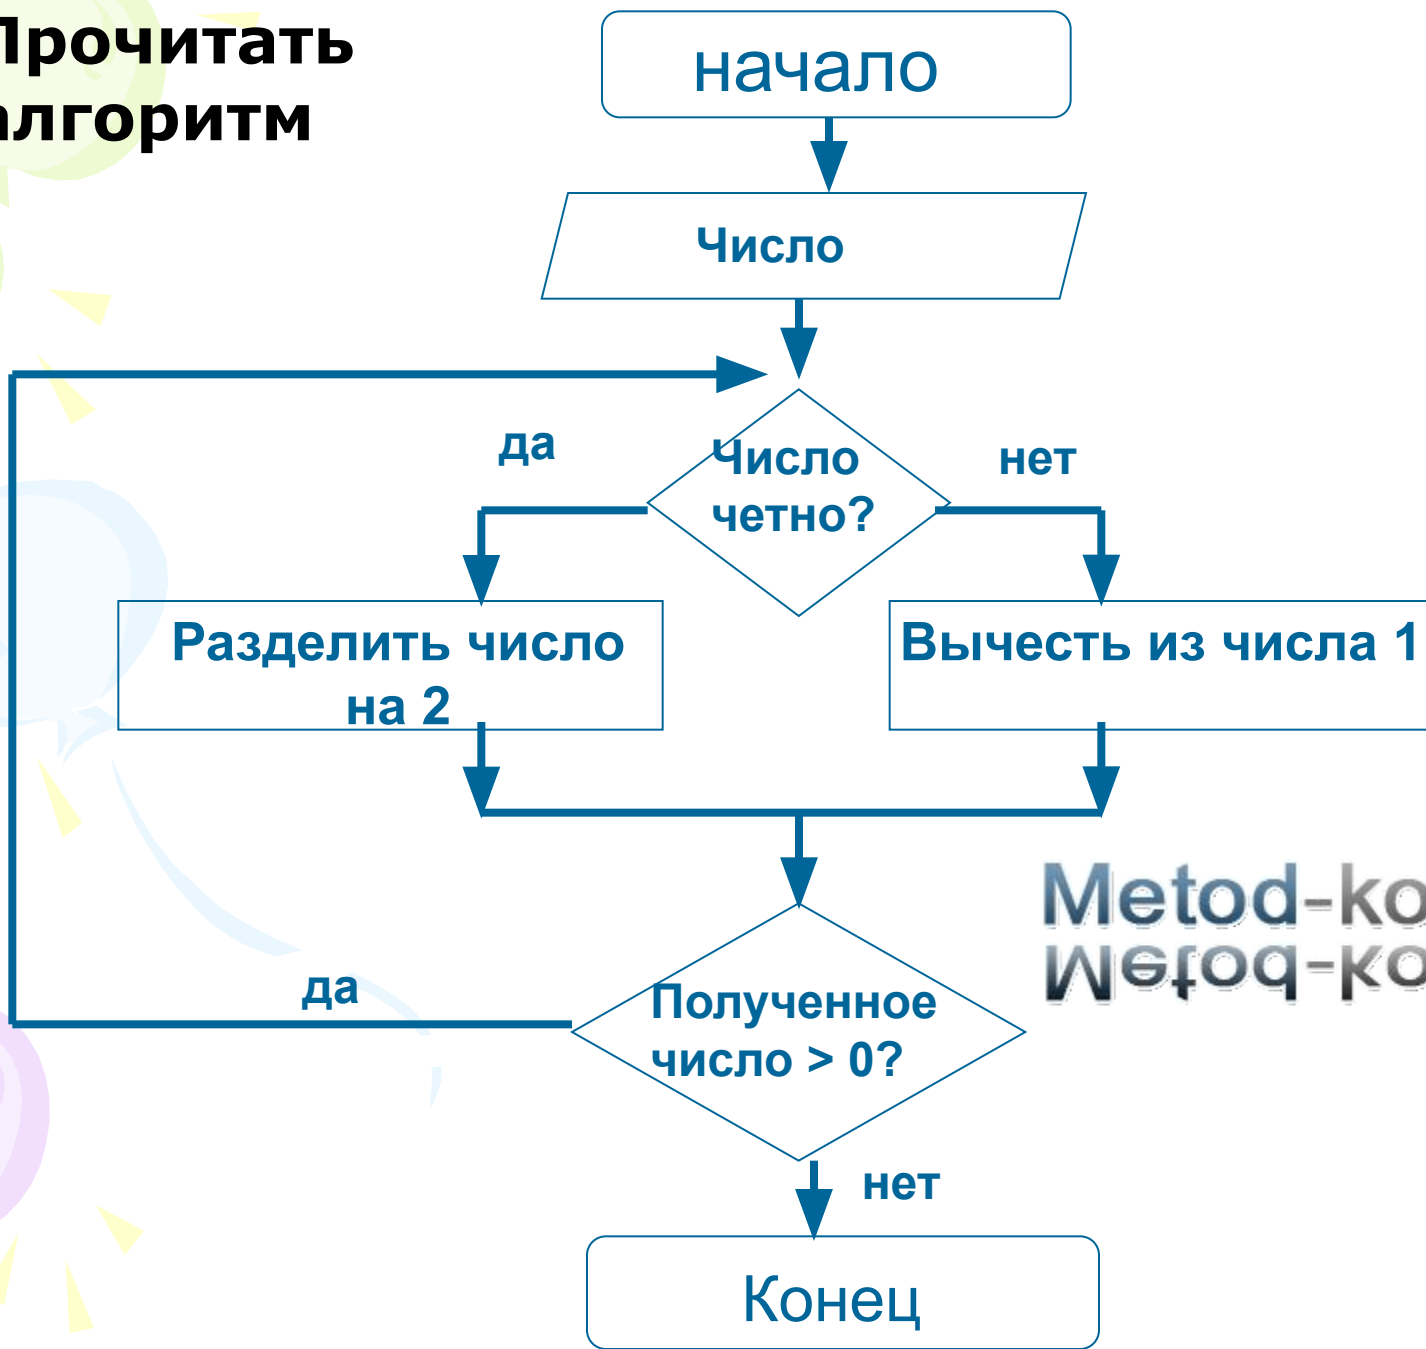 Прочитать
алгоритм
начало
Число
да
Число
четно?
нет
Разделить число
на 2
Вычесть из числа 1
да
Полученное
число > 0?
нет
Конец
Metod-ko